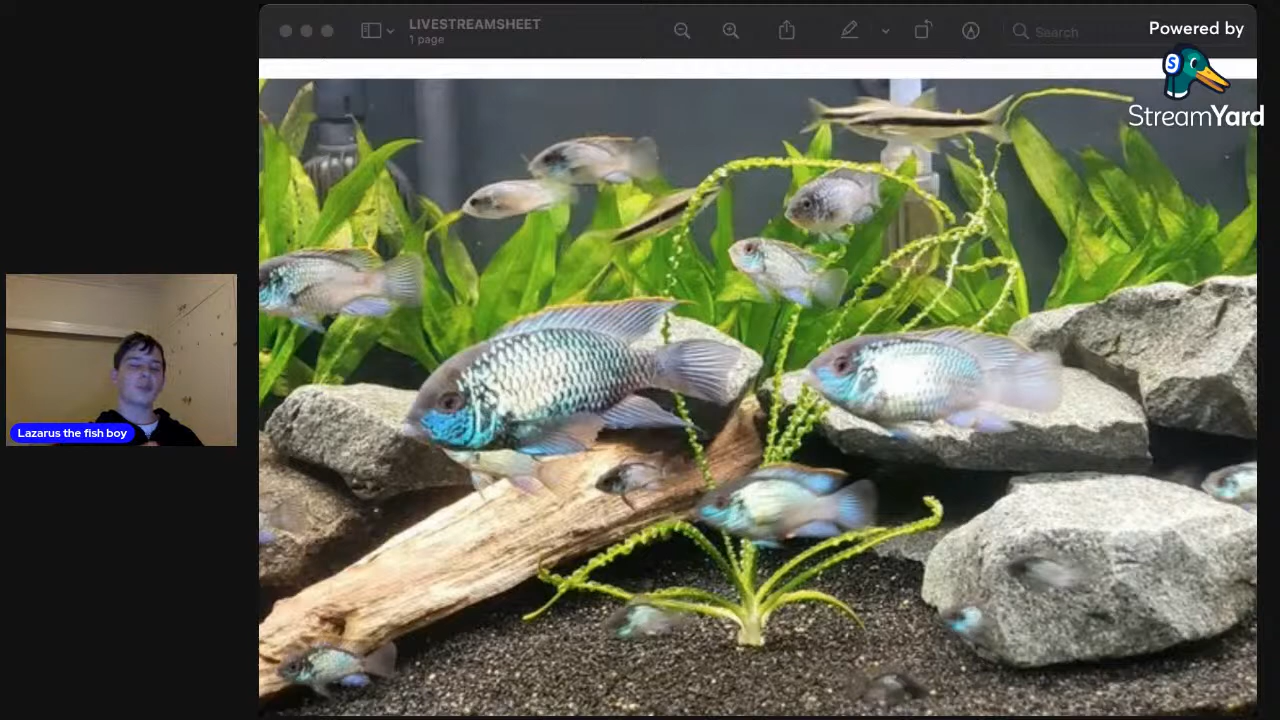 LIVESTREAMSHEET
1 page
Search
Powered by
S
StreamYard
Lazarus the fish boy